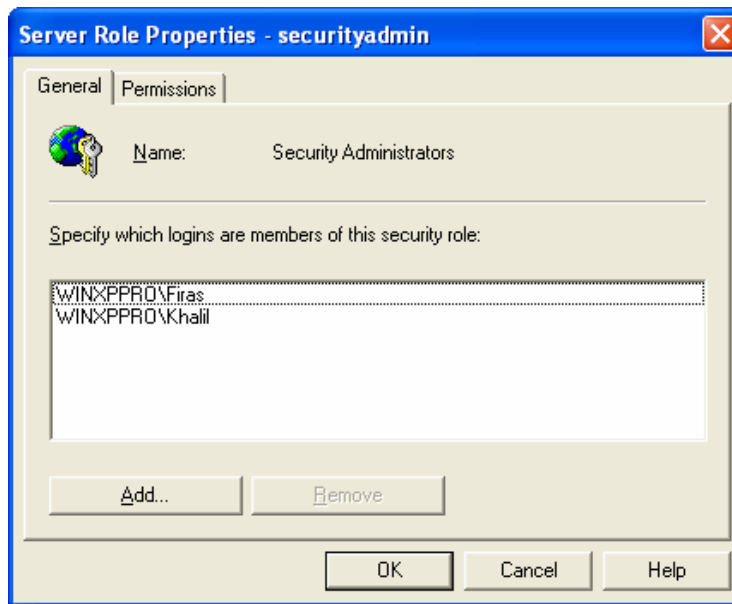 Server Role Properties - securityadmin
General Permissions
Name: Security Administrators
Specify which logins are members of this security role:
WINXPPRO\Firas
WINXPPRO\Khalil
Add... Remove
OK Cancel Help